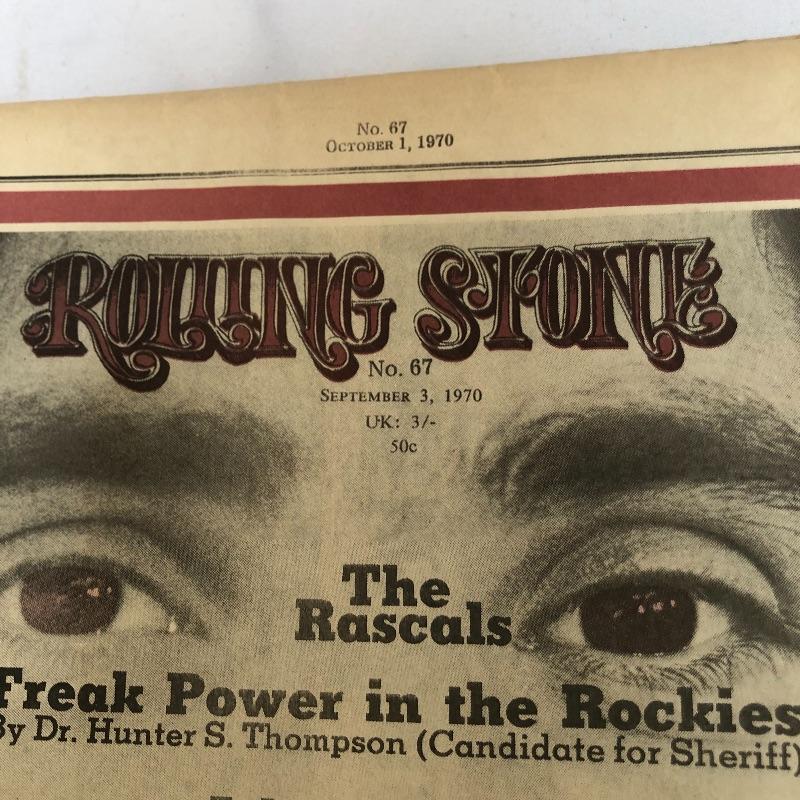 No. 67
October 1, 1970
ROLLING STONE
No. 67
September 3, 1970
UK: 3/-
50c
The
Rascals
Freak Power in the Rockies
By Dr. Hunter S. Thompson (Candidate for Sheriff)